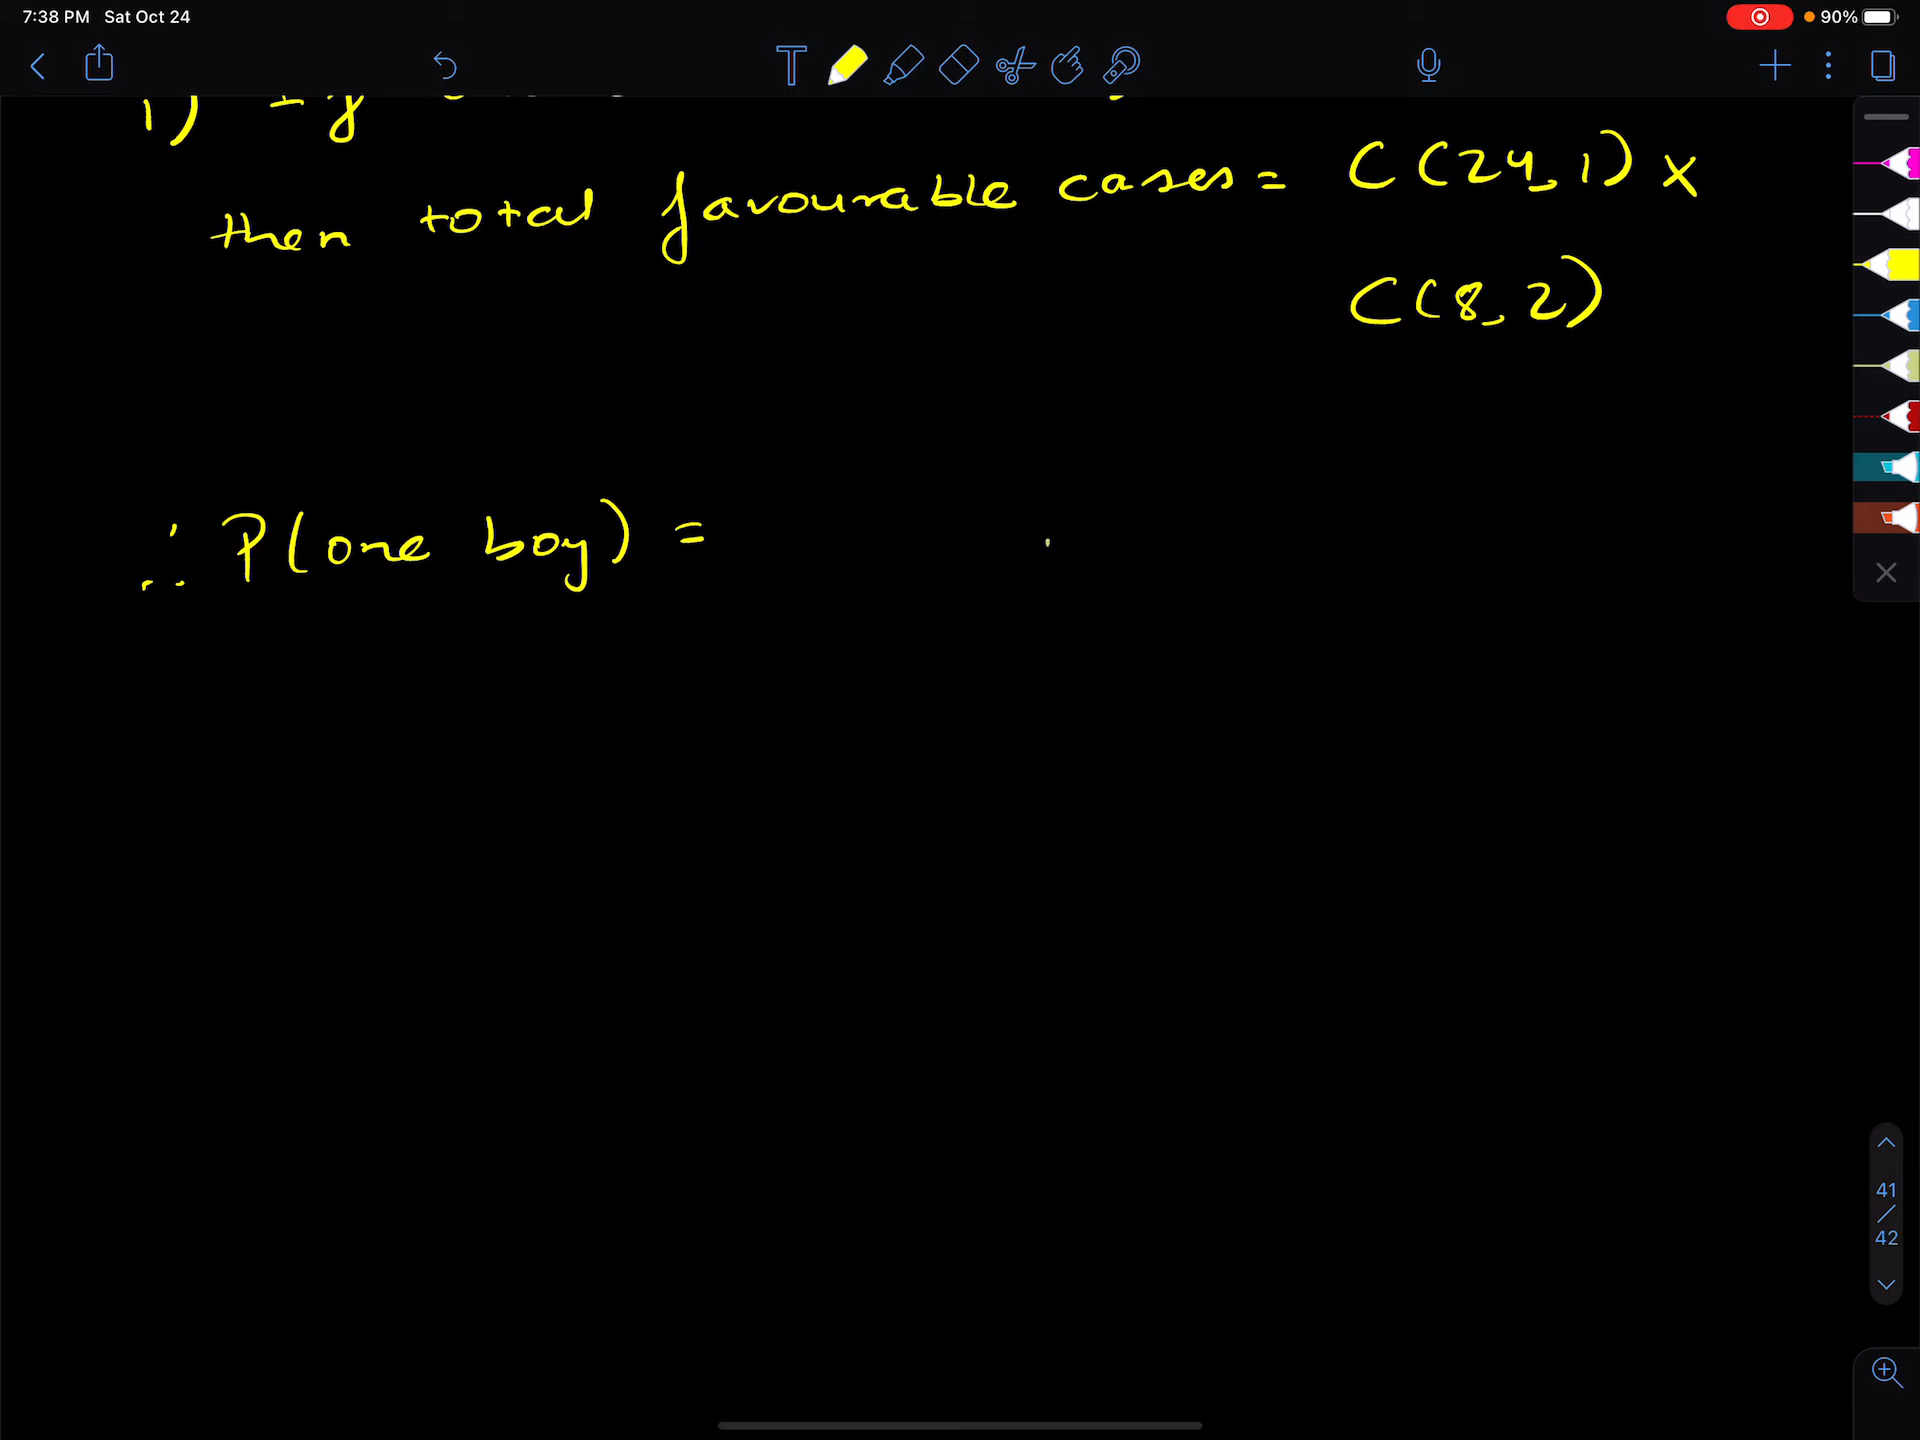 7:38 PM Sat Oct 24
90%
1)
then total favourable cases = C(24,1) x
C(8,2)
∴ P(one boy) =
41
/
42